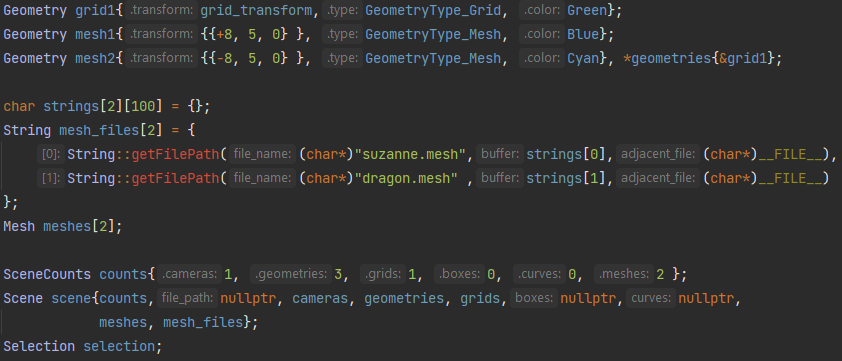 Geometry grid1{ .transform: grid_transform, .type: GeometryType_Grid, .color: Green};
Geometry mesh1{ .transform: {{+8, 5, 0} }, .type: GeometryType_Mesh, .color: Blue};
Geometry mesh2{ .transform: {{-8, 5, 0} }, .type: GeometryType_Mesh, .color: Cyan}, *geometries{&grid1};
char strings[2][100] = {};
String mesh_files[2] = {
[0]: String::getFilePath( file_name: (char*)"suzanne.mesh", buffer: strings[0], adjacent_file: (char*)__FILE__),
[1]: String::getFilePath( file_name: (char*)"dragon.mesh" , buffer: strings[1], adjacent_file: (char*)__FILE__)
};
Mesh meshes[2];
SceneCounts counts{ .cameras: 1, .geometries: 3, .grids: 1, .boxes: 0, .curves: 0, .meshes: 2 };
Scene scene{counts, file_path: nullptr, cameras, geometries, grids, boxes: nullptr, curves: nullptr,
meshes, mesh_files};
Selection selection;